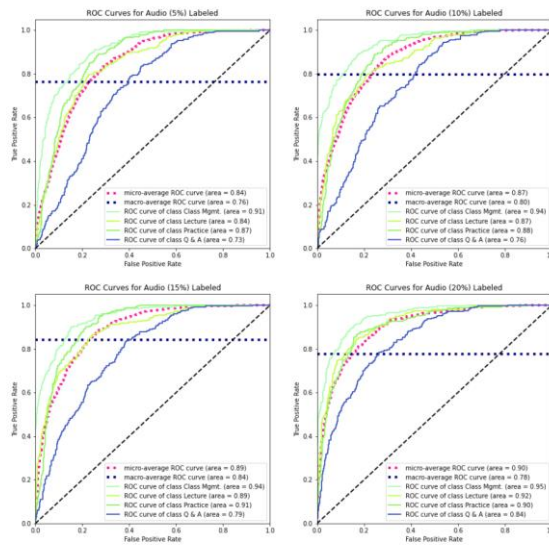 ROC Curves for Audio (5%) Labeled
1.0
0.8
0.6
0.4
0.2
0.0
True Positive Rate
micro-average ROC curve (area = 0.84)
macro-average ROC curve (area = 0.76)
ROC curve of class Class Mgmt. (area = 0.91)
ROC curve of class Lecture (area = 0.84)
ROC curve of class Practice (area = 0.87)
ROC curve of class Q & A (area = 0.73)
0.0 0.2 0.4 0.6 0.8 1.0
False Positive Rate
ROC Curves for Audio (10%) Labeled
1.0
0.8
0.6
0.4
0.2
0.0
True Positive Rate
micro-average ROC curve (area = 0.87)
macro-average ROC curve (area = 0.80)
ROC curve of class Class Mgmt. (area = 0.94)
ROC curve of class Lecture (area = 0.87)
ROC curve of class Practice (area = 0.88)
ROC curve of class Q & A (area = 0.76)
0.0 0.2 0.4 0.6 0.8 1.0
False Positive Rate
ROC Curves for Audio (15%) Labeled
1.0
0.8
0.6
0.4
0.2
0.0
True Positive Rate
micro-average ROC curve (area = 0.89)
macro-average ROC curve (area = 0.84)
ROC curve of class Class Mgmt. (area = 0.94)
ROC curve of class Lecture (area = 0.89)
ROC curve of class Practice (area = 0.91)
ROC curve of class Q & A (area = 0.79)
0.0 0.2 0.4 0.6 0.8 1.0
False Positive Rate
ROC Curves for Audio (20%) Labeled
1.0
0.8
0.6
0.4
0.2
0.0
True Positive Rate
micro-average ROC curve (area = 0.90)
macro-average ROC curve (area = 0.78)
ROC curve of class Class Mgmt. (area = 0.95)
ROC curve of class Lecture (area = 0.92)
ROC curve of class Practice (area = 0.90)
ROC curve of class Q & A (area = 0.84)
0.0 0.2 0.4 0.6 0.8 1.0
False Positive Rate